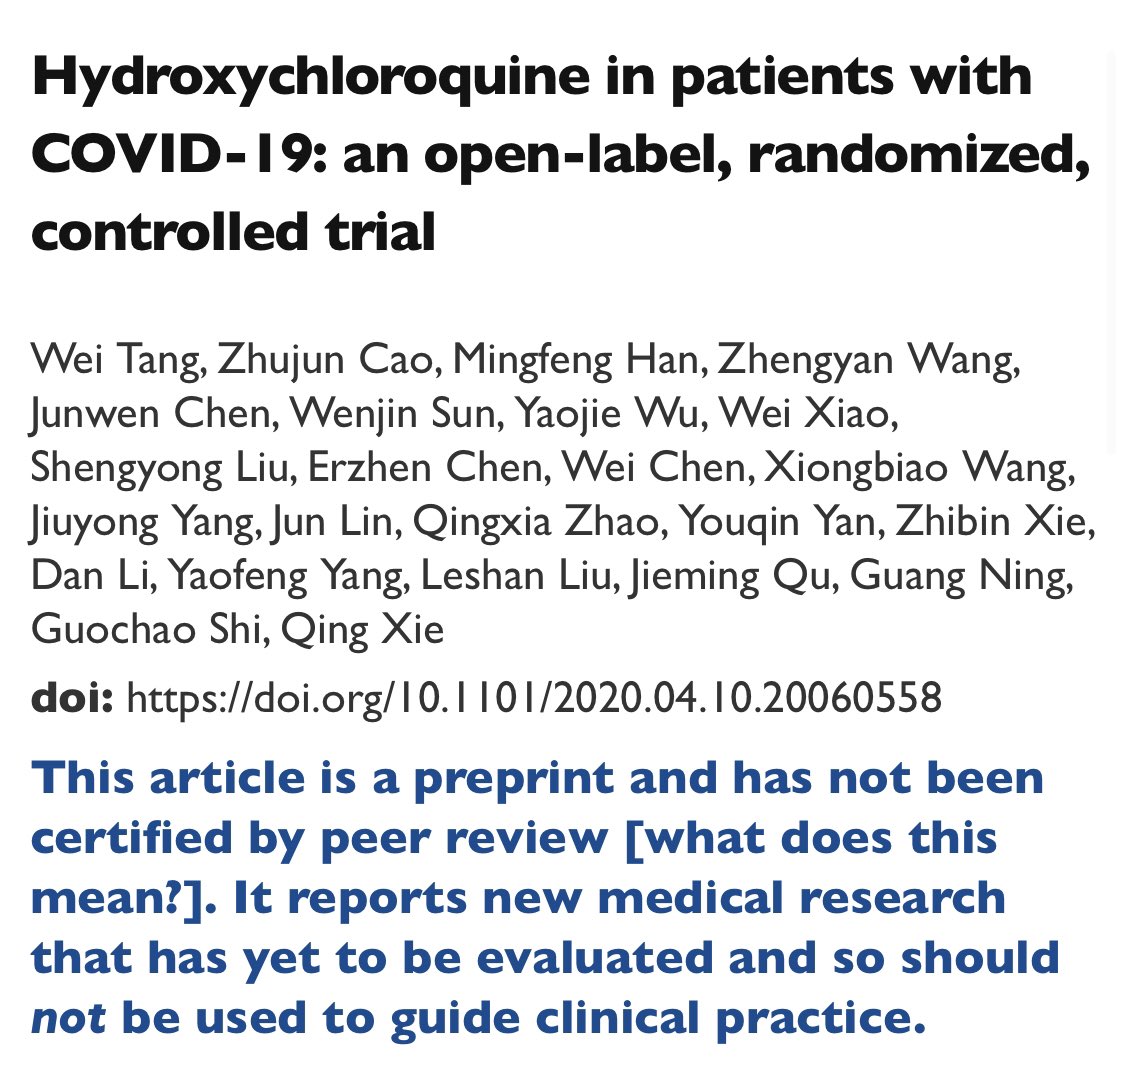 Hydroxychloroquine in patients with
COVID-19: an open-label, randomized,
controlled trial
Wei Tang, Zhujun Cao, Mingfeng Han, Zhengyan Wang,
Junwen Chen, Wenjin Sun, Yaojie Wu, Wei Xiao,
Shengyong Liu, Erzhen Chen, Wei Chen, Xiongbiao Wang,
Jiuyong Yang, Jun Lin, Qingxia Zhao, Youqin Yan, Zhibin Xie,
Dan Li, Yaofeng Yang, Leshan Liu, Jieming Qu, Guang Ning,
Guochao Shi, Qing Xie
doi: https://doi.org/10.1101/2020.04.10.20060558
This article is a preprint and has not been
certified by peer review [what does this
mean?]. It reports new medical research
that has yet to be evaluated and so should
not be used to guide clinical practice.